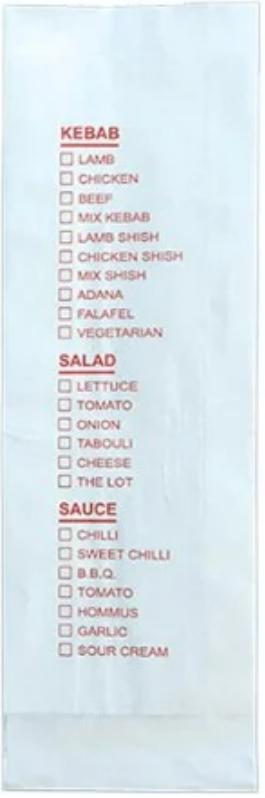 KEBAB
LAMB
CHICKEN
BEEF
MIX KEBAB
LAMB SHISH
CHICKEN SHISH
MIX SHISH
ADANA
FALAFEL
VEGETARIAN
SALAD
LETTUCE
TOMATO
ONION
TABOULI
CHEESE
THE LOT
SAUCE
CHILLI
SWEET CHILLI
B.B.Q.
TOMATO
HOMMUS
GARLIC
SOUR CREAM